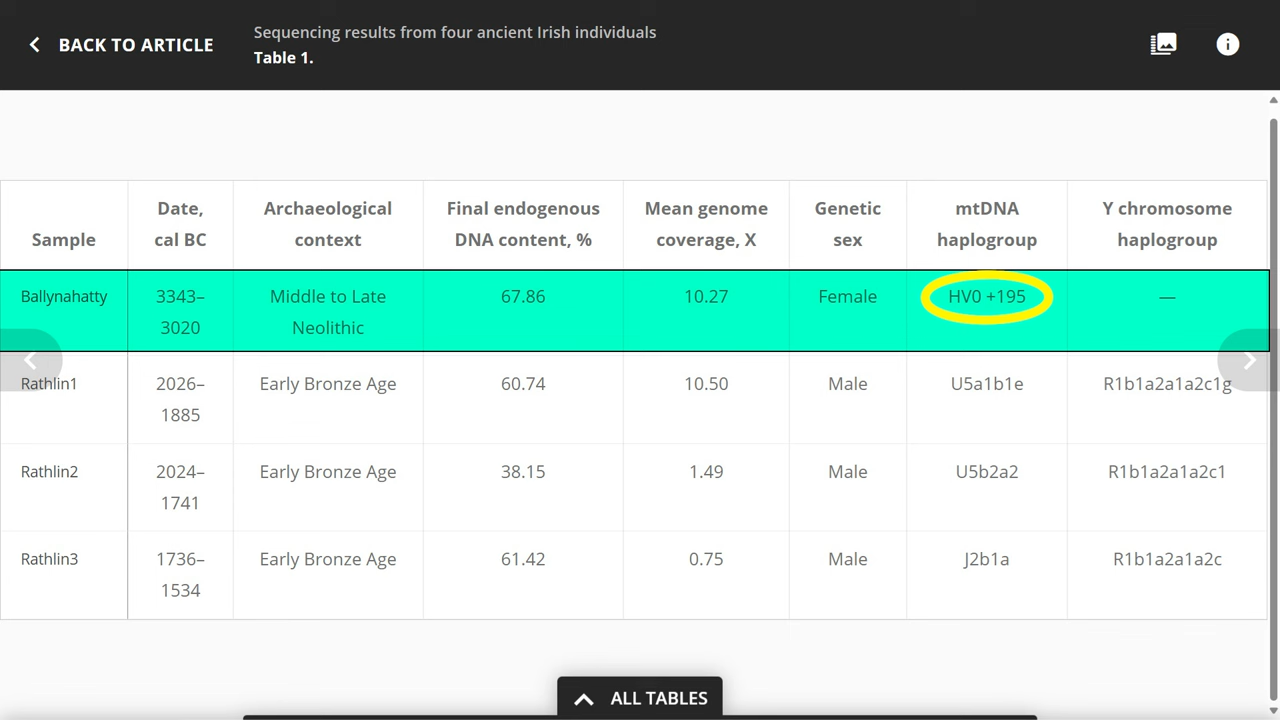 BACK TO ARTICLE
Sequencing results from four ancient Irish individuals
Table 1.
Sample Date, cal BC Archaeological context Final endogenous DNA content, % Mean genome coverage, X Genetic sex mtDNA haplogroup Y chromosome haplogroup
Ballynahatty 3343–3020 Middle to Late Neolithic 67.86 10.27 Female HV0 +195 —
Rathlin1 2026–1885 Early Bronze Age 60.74 10.50 Male U5a1b1e R1b1a2a1a2c1g
Rathlin2 2024–1741 Early Bronze Age 38.15 1.49 Male U5b2a2 R1b1a2a1a2c1
Rathlin3 1736–1534 Early Bronze Age 61.42 0.75 Male J2b1a R1b1a2a1a2c
ALL TABLES